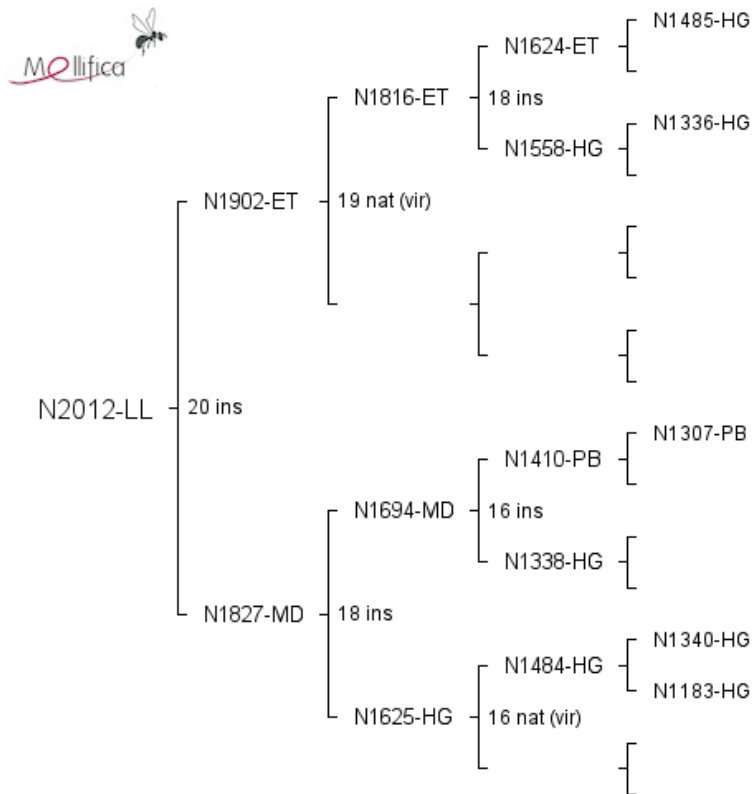 Mellifica
N1485-HG
N1624-ET
N1816-ET
18 ins
N1336-HG
N1558-HG
N1902-ET
19 nat (vir)
N2012-LL
20 ins
N1307-PB
N1410-PB
N1694-MD
16 ins
N1338-HG
N1827-MD
18 ins
N1340-HG
N1484-HG
N1183-HG
N1625-HG
16 nat (vir)